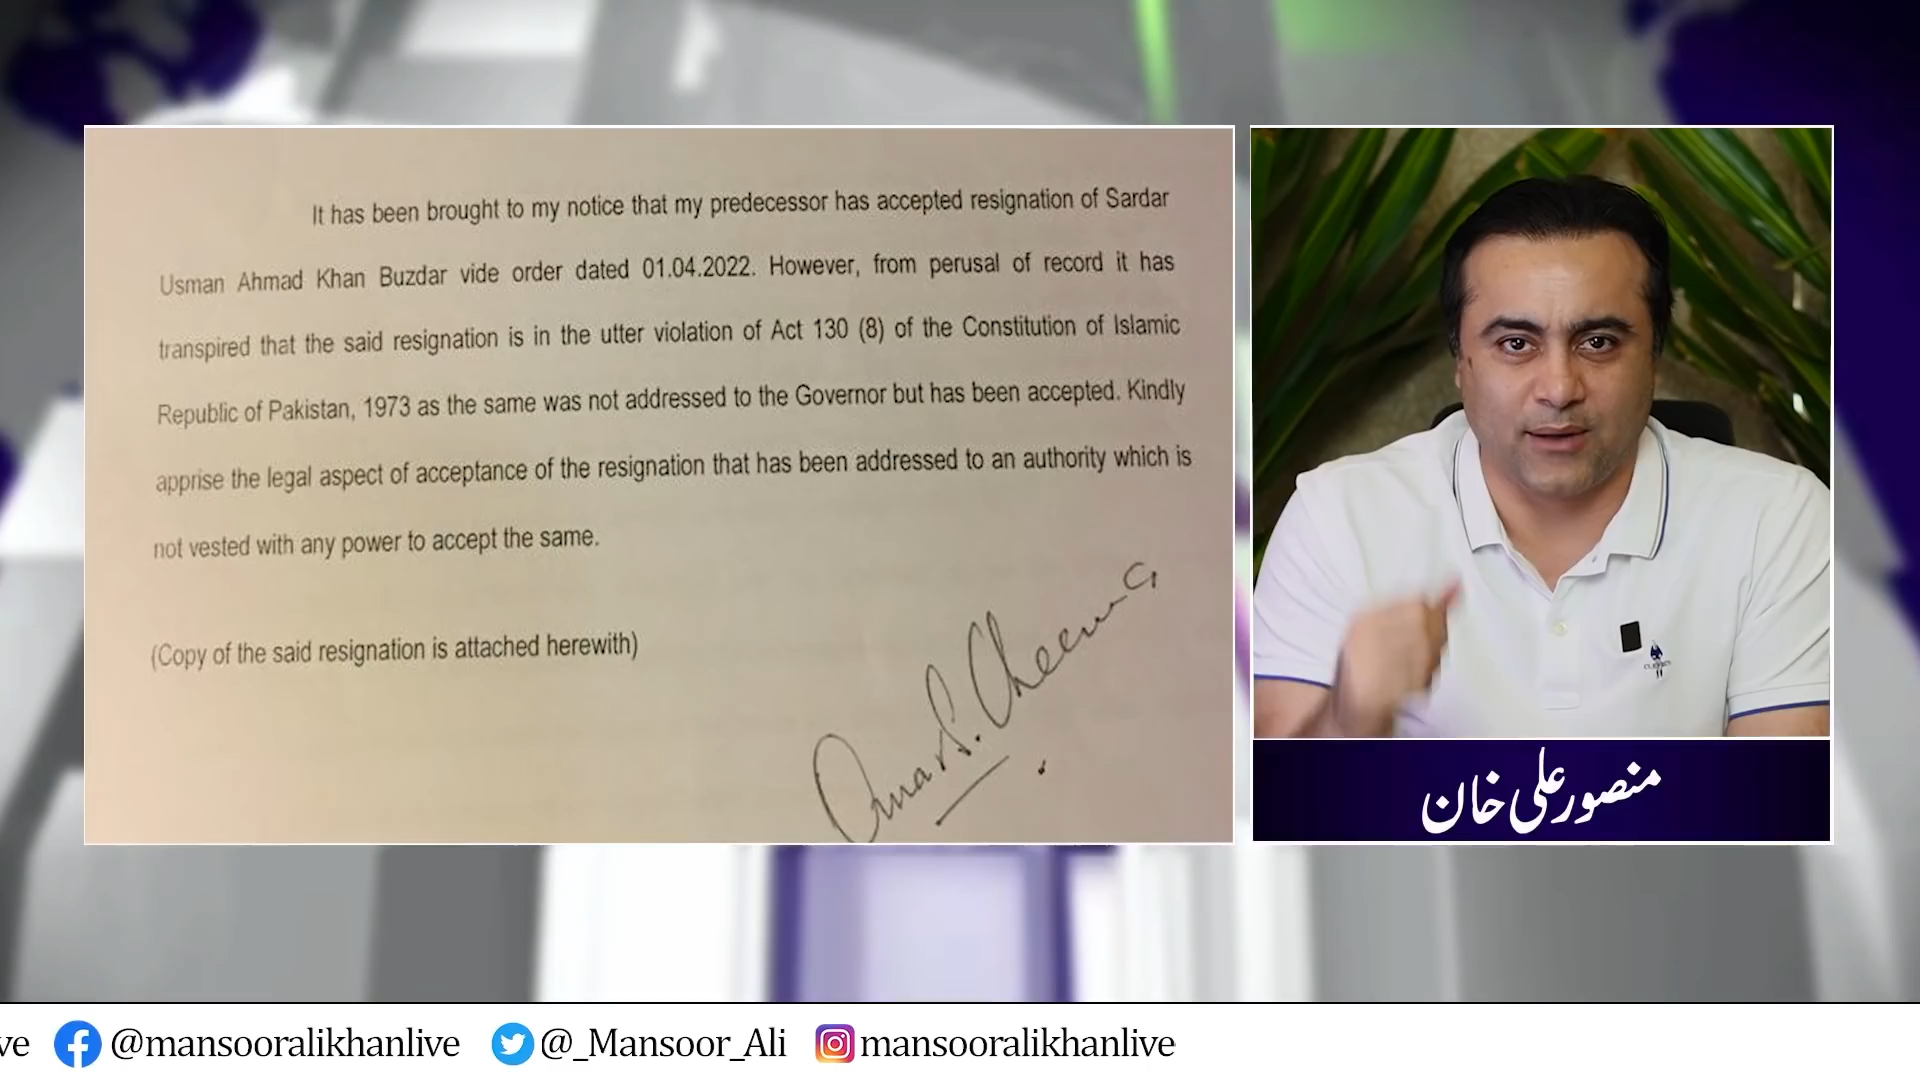 It has been brought to my notice that my predecessor has accepted resignation of Sardar
Usman Ahmad Khan Buzdar vide order dated 01.04.2022. However, from perusal of record it has
transpired that the said resignation is in the utter violation of Act 130 (8) of the Constitution of Islamic
Republic of Pakistan, 1973 as the same was not addressed to the Governor but has been accepted. Kindly
apprise the legal aspect of acceptance of the resignation that has been addressed to an authority which is
not vested with any power to accept the same.
(Copy of the said resignation is attached herewith)
Omar S. Cheema
منصور علی خان
ve @mansooralikhanlive @_Mansoor_Ali mansooralikhanlive